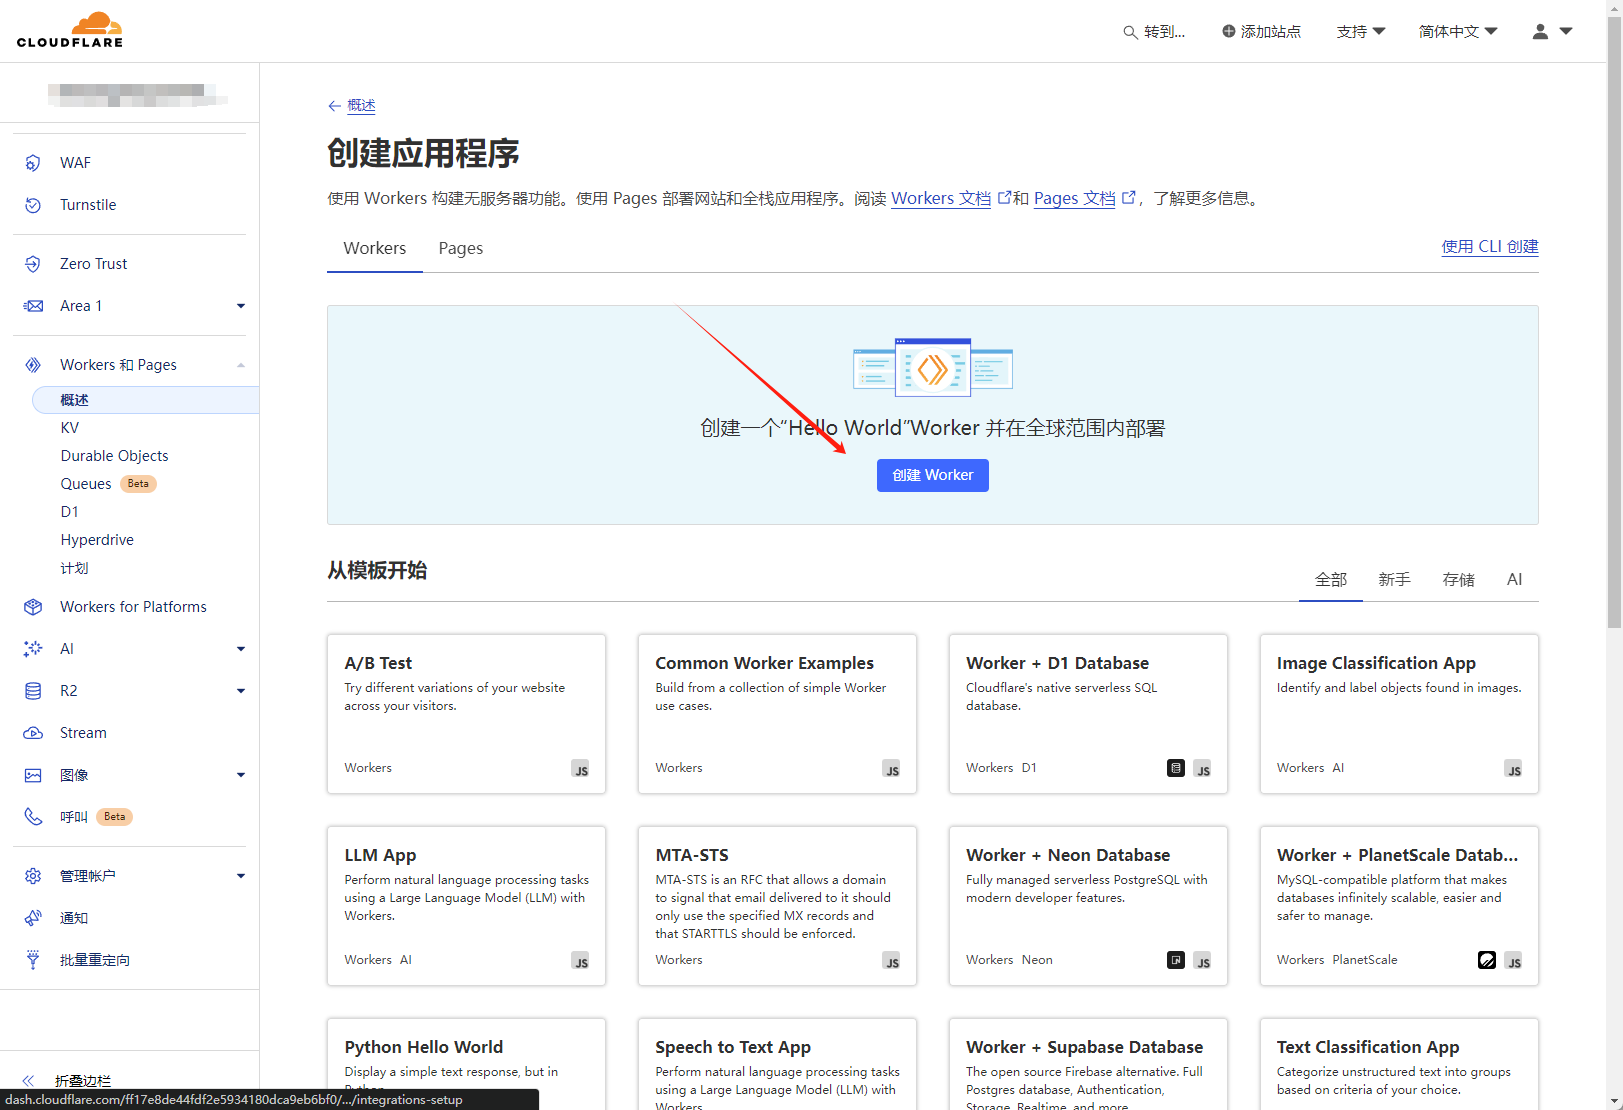 CLOUDFLARE
转到...
添加站点
支持
简体中文
WAF
Turnstile
Zero Trust
Area 1
Workers 和 Pages
概述
KV
Durable Objects
Queues Beta
D1
Hyperdrive
计划
Workers for Platforms
AI
R2
Stream
图像
呼叫 Beta
管理帐户
通知
批量重定向
折叠边栏
dash.cloudflare.com/ff17e8de44fdf2e5934180dca9eb6bf0/.../integrations-setup
概述
创建应用程序
使用 Workers 构建无服务器功能。使用 Pages 部署网站和全栈应用程序。阅读 Workers 文档 和 Pages 文档 ，了解更多信息。
Workers
Pages
使用 CLI 创建
创建一个“Hello World”Worker 并在全球范围内部署
创建 Worker
从模板开始
全部
新手
存储
AI
A/B Test
Try different variations of your website
across your visitors.
Workers
JS
Common Worker Examples
Build from a collection of simple Worker
use cases.
Workers
JS
Worker + D1 Database
Cloudflare's native serverless SQL
database.
Workers D1
JS
Image Classification App
Identify and label objects found in images.
Workers AI
JS
LLM App
Perform natural language processing tasks
using a Large Language Model (LLM) with
Workers.
Workers AI
JS
MTA-STS
MTA-STS is an RFC that allows a domain
to signal that email delivered to it should
only use the specified MX records and
that STARTTLS should be enforced.
Workers
JS
Worker + Neon Database
Fully managed serverless PostgreSQL with
modern developer features.
Workers Neon
JS
Worker + PlanetScale Datab...
MySQL-compatible platform that makes
databases infinitely scalable, easier and
safer to manage.
Workers PlanetScale
JS
Python Hello World
Display a simple text response, but in
Python.
Speech to Text App
Perform natural language processing tasks
using a Large Language Model (LLM) with
Workers.
Worker + Supabase Database
The open source Firebase alternative. Full
Postgres database, Authentication,
Storage, Realtime, and more.
Text Classification App
Categorize unstructured text into groups
based on criteria of your choice.